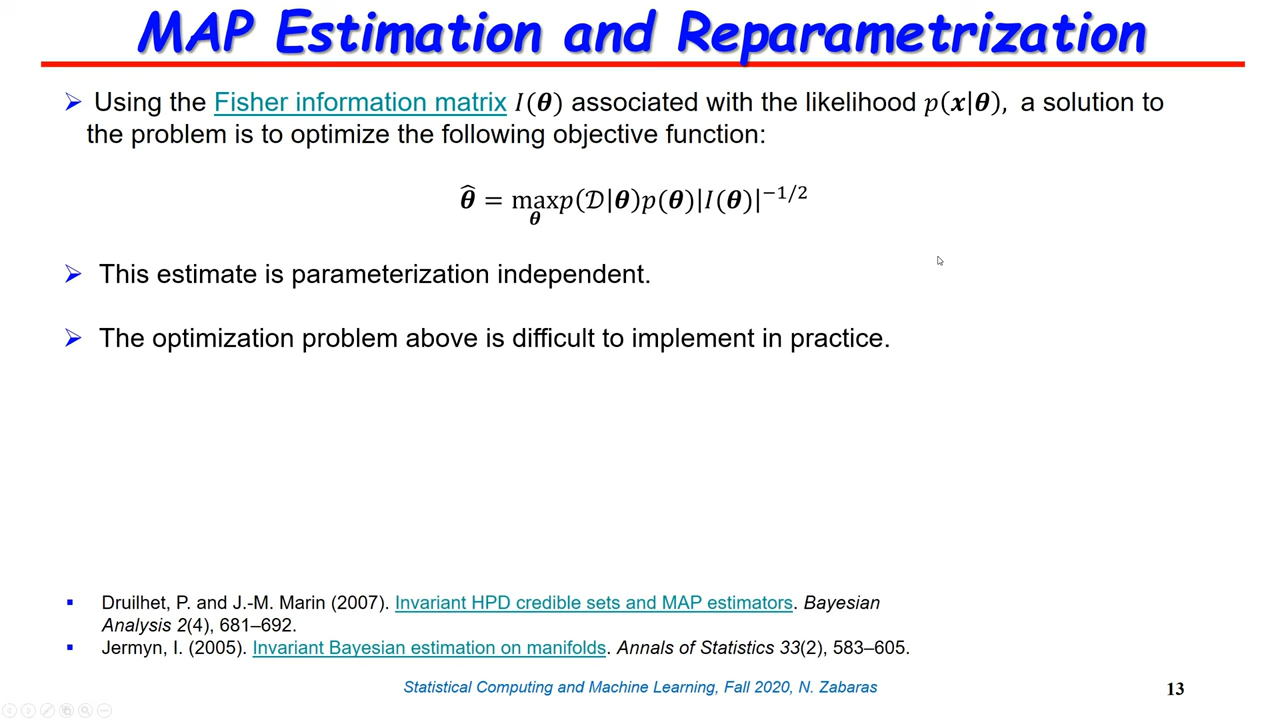 MAP Estimation and Reparametrization
➢ Using the Fisher information matrix I(θ) associated with the likelihood p(x|θ), a solution to
the problem is to optimize the following objective function:
θ̂ = max p(𝒟|θ)p(θ)|I(θ)|^{−1/2}
θ
➢ This estimate is parameterization independent.
➢ The optimization problem above is difficult to implement in practice.
▪ Druilhet, P. and J.-M. Marin (2007). Invariant HPD credible sets and MAP estimators. Bayesian
Analysis 2(4), 681–692.
▪ Jermyn, I. (2005). Invariant Bayesian estimation on manifolds. Annals of Statistics 33(2), 583–605.
Statistical Computing and Machine Learning, Fall 2020, N. Zabaras
13